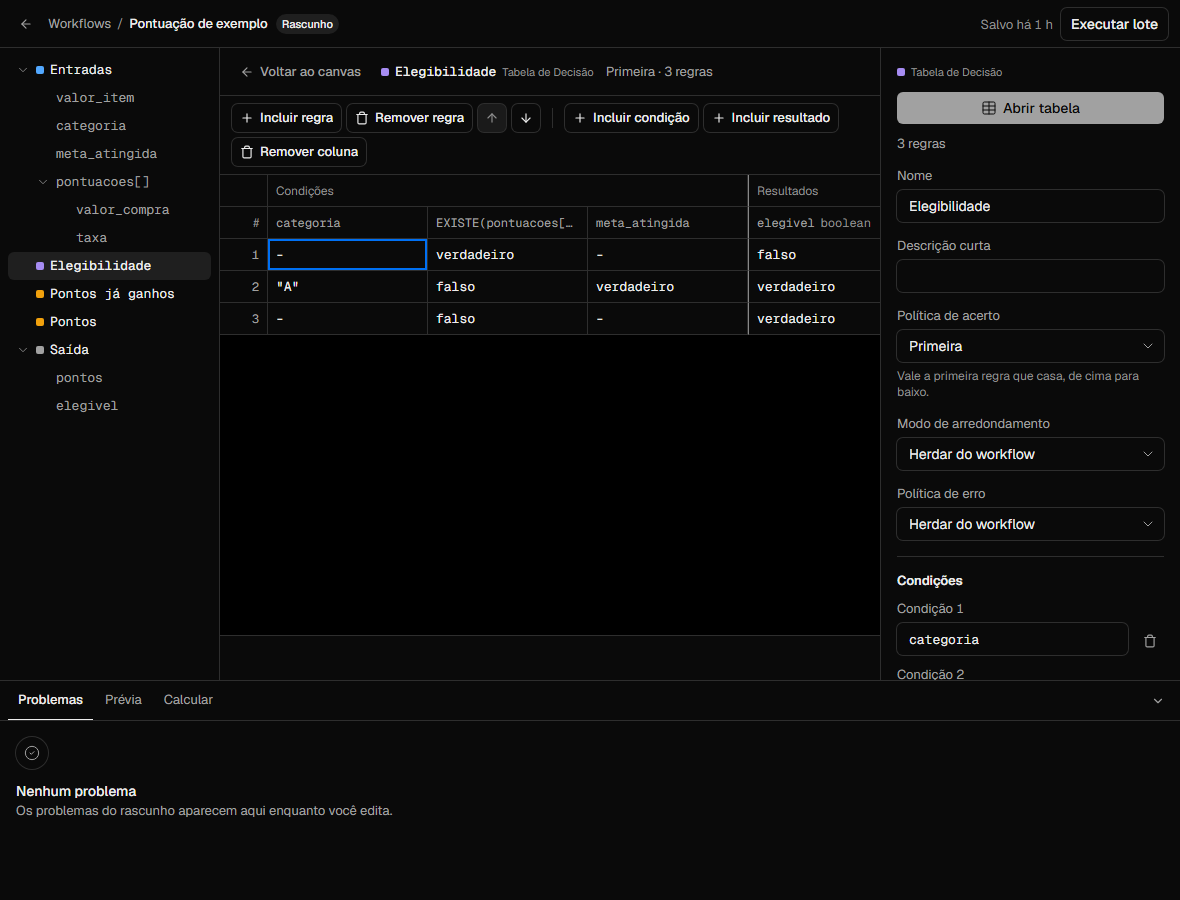 Workflows / Pontuação de exemplo Rascunho
Salvo há 1 h Executar lote
Entradas
valor_item
categoria
meta_atingida
pontuacoes[]
valor_compra
taxa
Elegibilidade
Pontos já ganhos
Pontos
Saída
pontos
elegivel
Voltar ao canvas Elegibilidade Tabela de Decisão Primeira · 3 regras
Incluir regra Remover regra Incluir condição Incluir resultado
Remover coluna
Condições Resultados
# categoria EXISTE(pontuacoes[… meta_atingida elegivel boolean
1 – verdadeiro – falso
2 "A" falso verdadeiro verdadeiro
3 – falso – verdadeiro
Tabela de Decisão
Abrir tabela
3 regras
Nome
Elegibilidade
Descrição curta
Política de acerto
Primeira
Vale a primeira regra que casa, de cima para
baixo.
Modo de arredondamento
Herdar do workflow
Política de erro
Herdar do workflow
Condições
Condição 1
categoria
Condição 2
Problemas Prévia Calcular
Nenhum problema
Os problemas do rascunho aparecem aqui enquanto você edita.